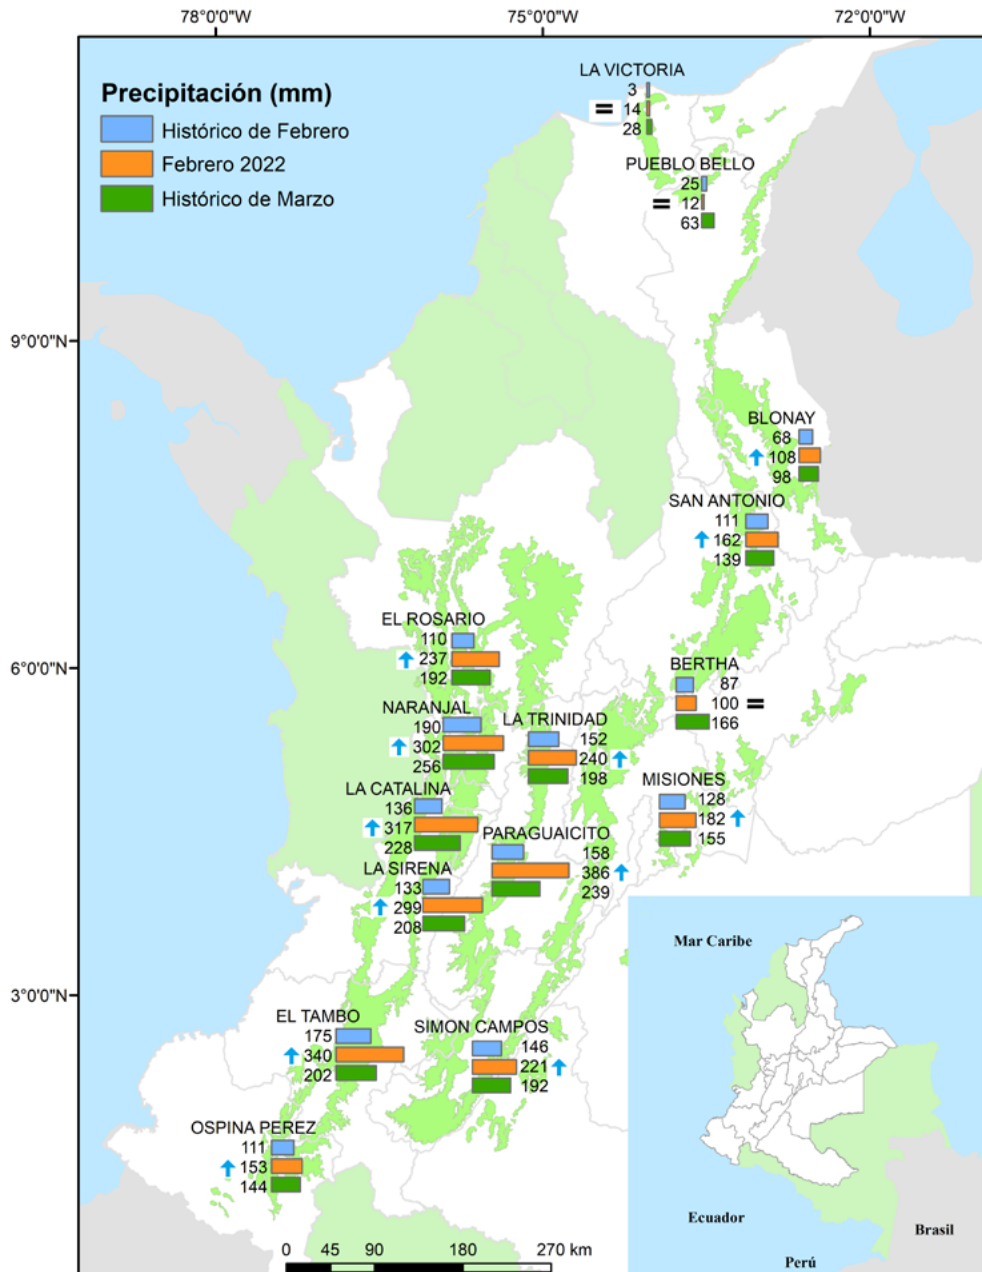 78°0'0"W
75°0'0"W
72°0'0"W
Precipitación (mm)
Histórico de Febrero
Febrero 2022
Histórico de Marzo
LA VICTORIA
3
= 14
28
PUEBLO BELLO
25
= 12
63
9°0'0"N
BLONAY
68
108
98
SAN ANTONIO
111
162
139
EL ROSARIO
110
237
192
6°0'0"N
BERTHA
87
100 =
166
NARANJAL
190
302
256
LA TRINIDAD
152
240
198
MISIONES
128
182
155
LA CATALINA
136
317
228
PARAGUAICITO
158
386
239
LA SIRENA
133
299
208
3°0'0"N
EL TAMBO
175
340
202
SIMON CAMPOS
146
221
192
OSPINA PEREZ
111
153
144
0 45 90 180 270 km
Mar Caribe
Ecuador
Perú
Brasil